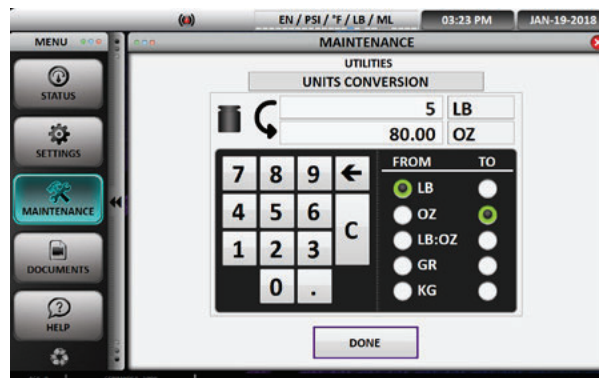 EN / PSI / °F / LB / ML 03:23 PM JAN-19-2018
MENU
MAINTENANCE
UTILITIES
UNITS CONVERSION
STATUS
SETTINGS
MAINTENANCE
DOCUMENTS
HELP
5 LB
80.00 OZ
7 8 9
4 5 6 C
1 2 3
0 .
FROM TO
LB
OZ
LB:OZ
GR
KG
DONE